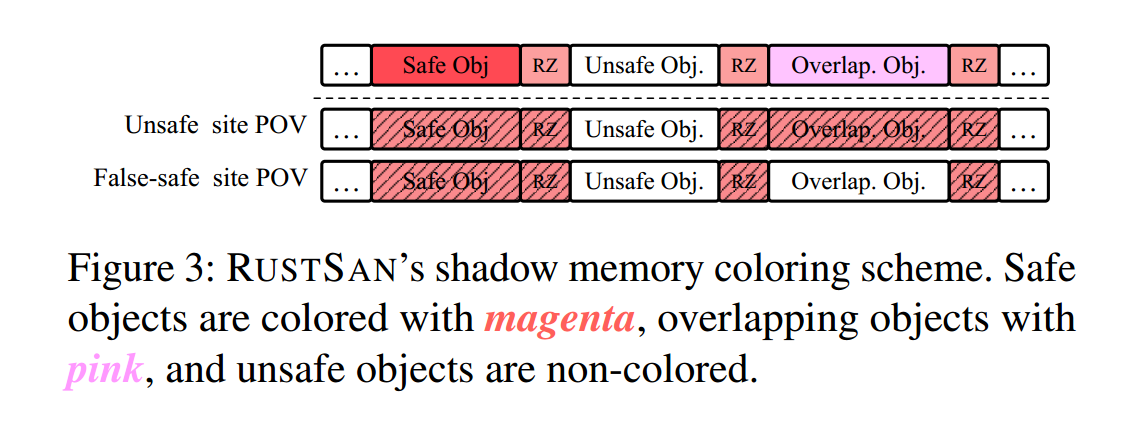 ... Safe Obj RZ Unsafe Obj. RZ Overlap. Obj. RZ ...
Unsafe site POV ... Safe Obj RZ Unsafe Obj. RZ Overlap. Obj. RZ ...
False-safe site POV ... Safe Obj RZ Unsafe Obj. RZ Overlap. Obj. RZ ...
Figure 3: RUSTSAN’s shadow memory coloring scheme. Safe
objects are colored with magenta, overlapping objects with
pink, and unsafe objects are non-colored.